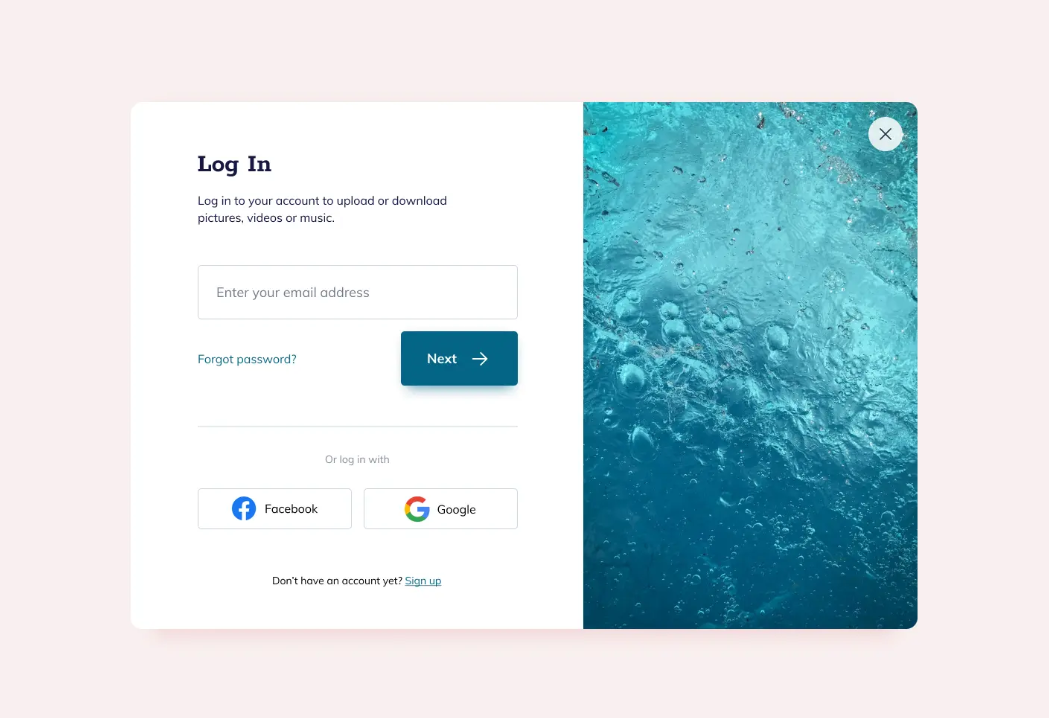 Log In
Log in to your account to upload or download
pictures, videos or music.
Enter your email address
Forgot password?
Next
Or log in with
Facebook
Google
Don't have an account yet? Sign up